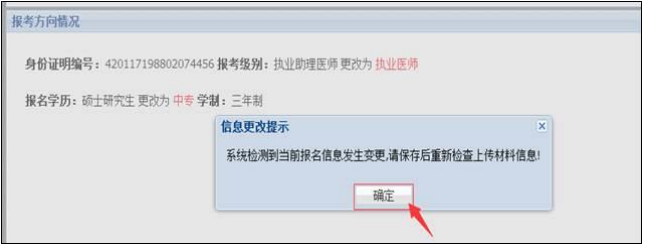 报考方向情况
身份证明编号：420117198802074456 报考级别：执业助理医师 更改为 执业医师
报名学历：硕士研究生 更改为 中专 学制：三年制
信息更改提示
系统检测到当前报名信息发生变更,请保存后重新检查上传材料信息!
确定